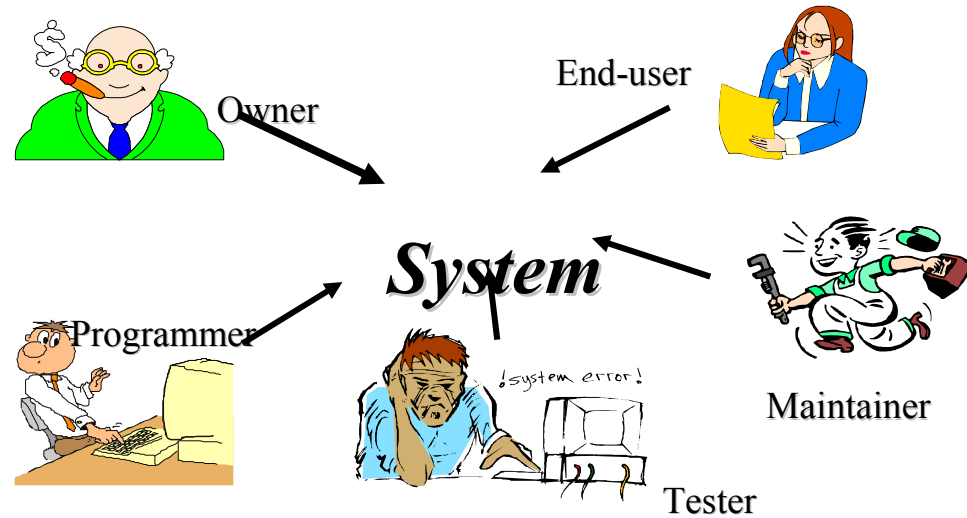 $
End-user
Owner
System
Programmer
!system error!
Maintainer
Tester